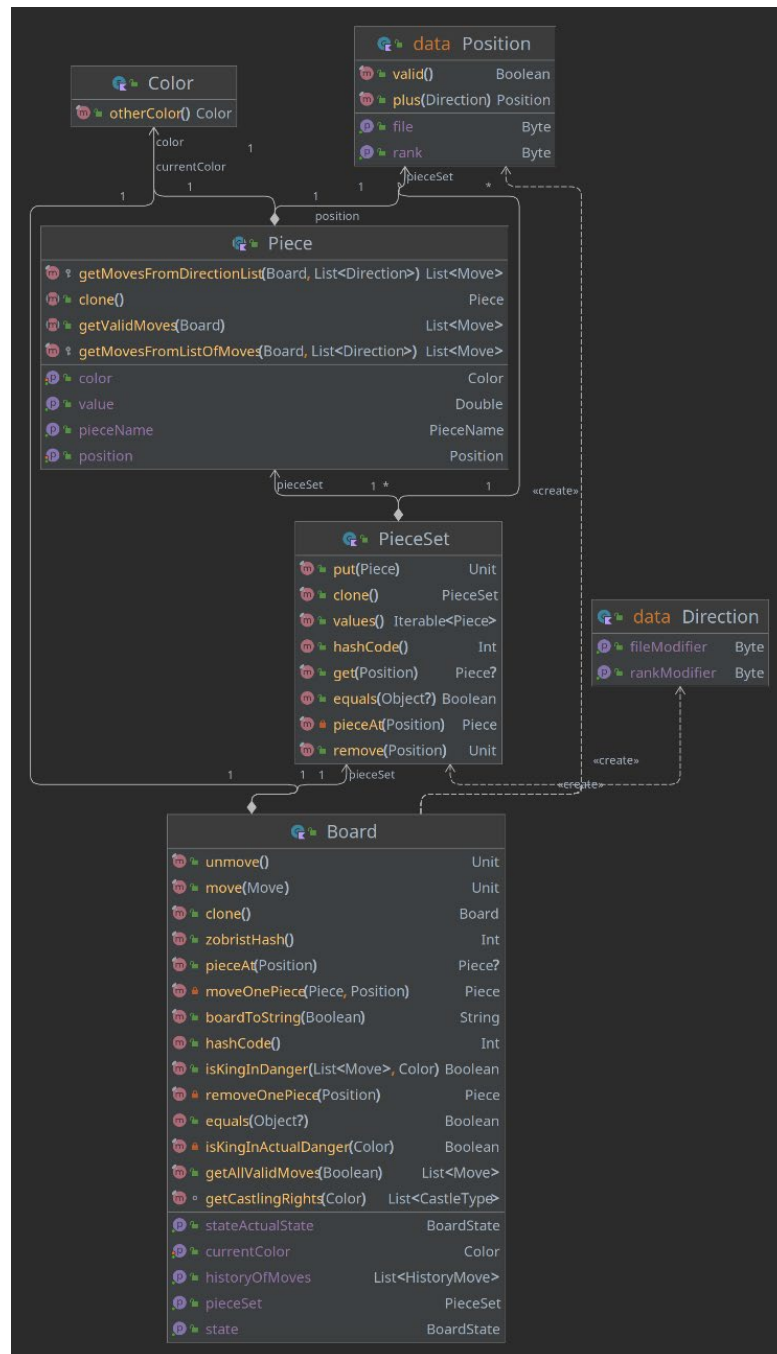 data Position
valid() Boolean
plus(Direction) Position
file Byte
rank Byte
Color
otherColor() Color
color
currentColor
1
1
1
1
1
pieceSet
*
position
Piece
getMovesFromDirectionList(Board, List<Direction>) List<Move>
clone() Piece
getValidMoves(Board) List<Move>
getMovesFromListOfMoves(Board, List<Direction>) List<Move>
color Color
value Double
pieceName PieceName
position Position
pieceSet 1 * 1
«create»
PieceSet
put(Piece) Unit
clone() PieceSet
values() Iterable<Piece>
hashCode() Int
get(Position) Piece?
equals(Object?) Boolean
pieceAt(Position) Piece
remove(Position) Unit
data Direction
fileModifier Byte
rankModifier Byte
«create»
1 1 1 pieceSet
«create»
Board
unmove() Unit
move(Move) Unit
clone() Board
zobristHash() Int
pieceAt(Position) Piece?
moveOnePiece(Piece, Position) Piece
boardToString(Boolean) String
hashCode() Int
isKingInDanger(List<Move>, Color) Boolean
removeOnePiece(Position) Piece
equals(Object?) Boolean
isKingInActualDanger(Color) Boolean
getAllValidMoves(Boolean) List<Move>
getCastlingRights(Color) List<CastleType>
stateActualState BoardState
currentColor Color
historyOfMoves List<HistoryMove>
pieceSet PieceSet
state BoardState